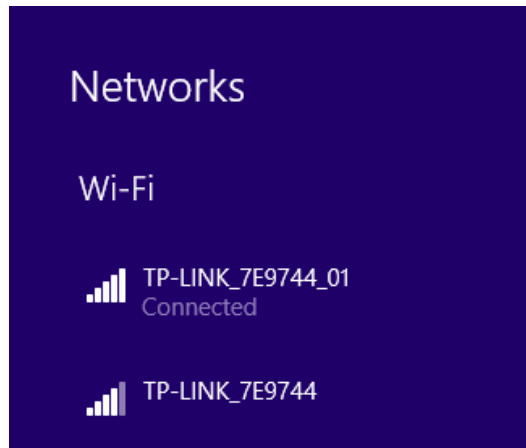 Networks
Wi-Fi
TP-LINK_7E9744_01
Connected
TP-LINK_7E9744